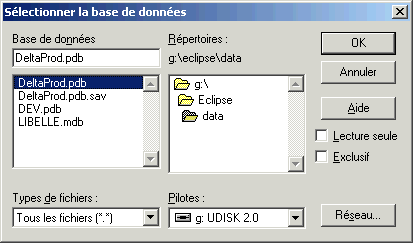 Sélectionner la base de données
Base de données
DeltaProd.pdb
DeltaProd.pdb
DeltaProd.pdb.sav
DEV.pdb
LIBELLE.mdb
Types de fichiers :
Tous les fichiers (*.*)
Répertoires :
g:\eclipse\data
g:\
Eclipse
data
Pilotes :
g: UDISK 2.0
OK
Annuler
Aide
Lecture seule
Exclusif
Réseau...